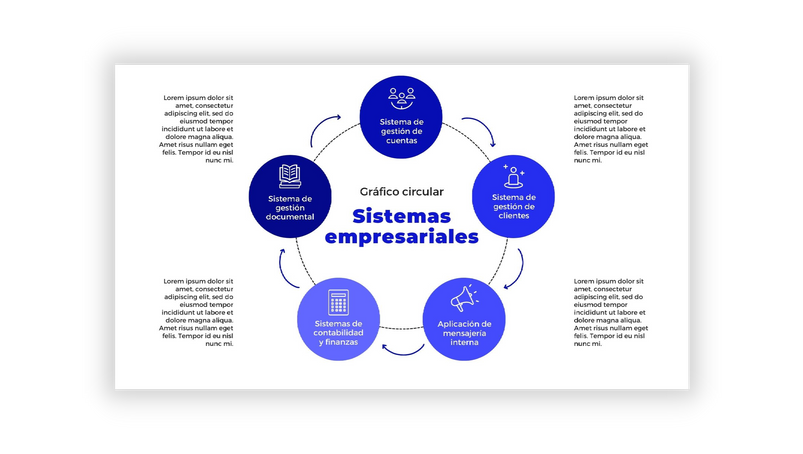 Lorem ipsum dolor sit
amet, consectetur
adipiscing elit, sed do
eiusmod tempor
incididunt ut labore et
dolore magna aliqua.
Amet risus nullam eget
felis. Tempor id eu nisl
nunc mi.
Sistema de
gestión de
cuentas
Lorem ipsum dolor sit
amet, consectetur
adipiscing elit, sed do
eiusmod tempor
incididunt ut labore et
dolore magna aliqua.
Amet risus nullam eget
felis. Tempor id eu nisl
nunc mi.
Sistema de
gestión
documental
Gráfico circular
Sistemas
empresariales
Sistema de
gestión de
clientes
Lorem ipsum dolor sit
amet, consectetur
adipiscing elit, sed do
eiusmod tempor
incididunt ut labore et
dolore magna aliqua.
Amet risus nullam eget
felis. Tempor id eu nisl
nunc mi.
Sistemas de
contabilidad
y finanzas
Aplicación de
mensajería
interna
Lorem ipsum dolor sit
amet, consectetur
adipiscing elit, sed do
eiusmod tempor
incididunt ut labore et
dolore magna aliqua.
Amet risus nullam eget
felis. Tempor id eu nisl
nunc mi.